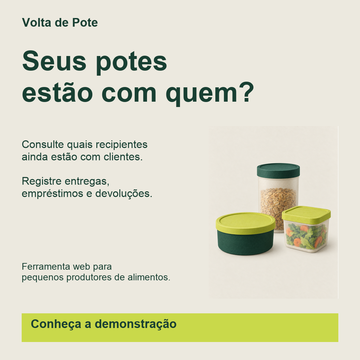 Volta de Pote
Seus potes
estão com quem?
Consulte quais recipientes
ainda estão com clientes.
Registre entregas,
empréstimos e devoluções.
Ferramenta web para
pequenos produtores de alimentos.
Conheça a demonstração